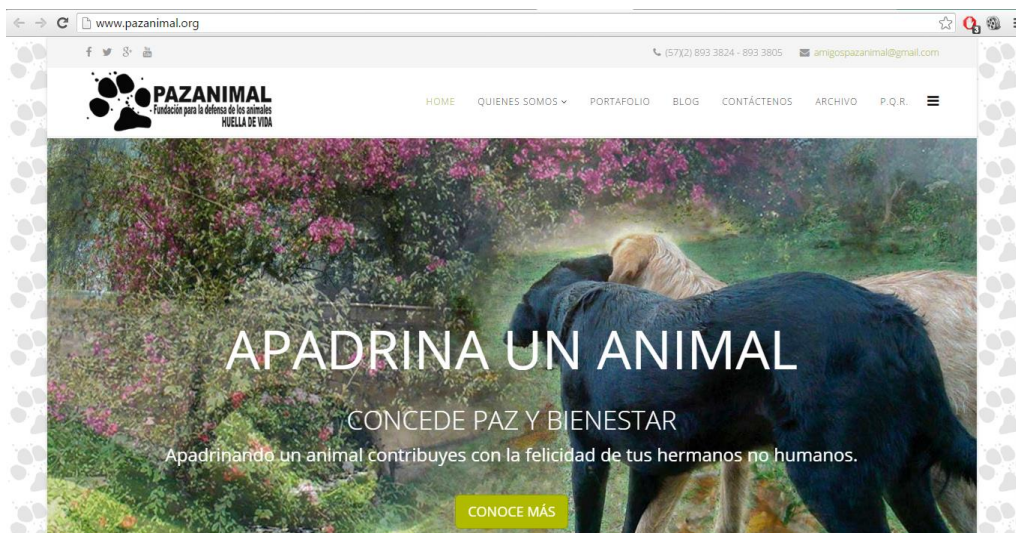 www.pazanimal.org
(57)(2) 893 3824 - 893 3805 amigospazanimal@gmail.com
PAZANIMAL
Fundación para la defensa de los animales
HUELLA DE VIDA
HOME QUIENES SOMOS PORTAFOLIO BLOG CONTÁCTENOS ARCHIVO P.Q.R.
APADRINA UN ANIMAL
CONCEDE PAZ Y BIENESTAR
Apadrinando un animal contribuyes con la felicidad de tus hermanos no humanos.
CONOCE MÁS